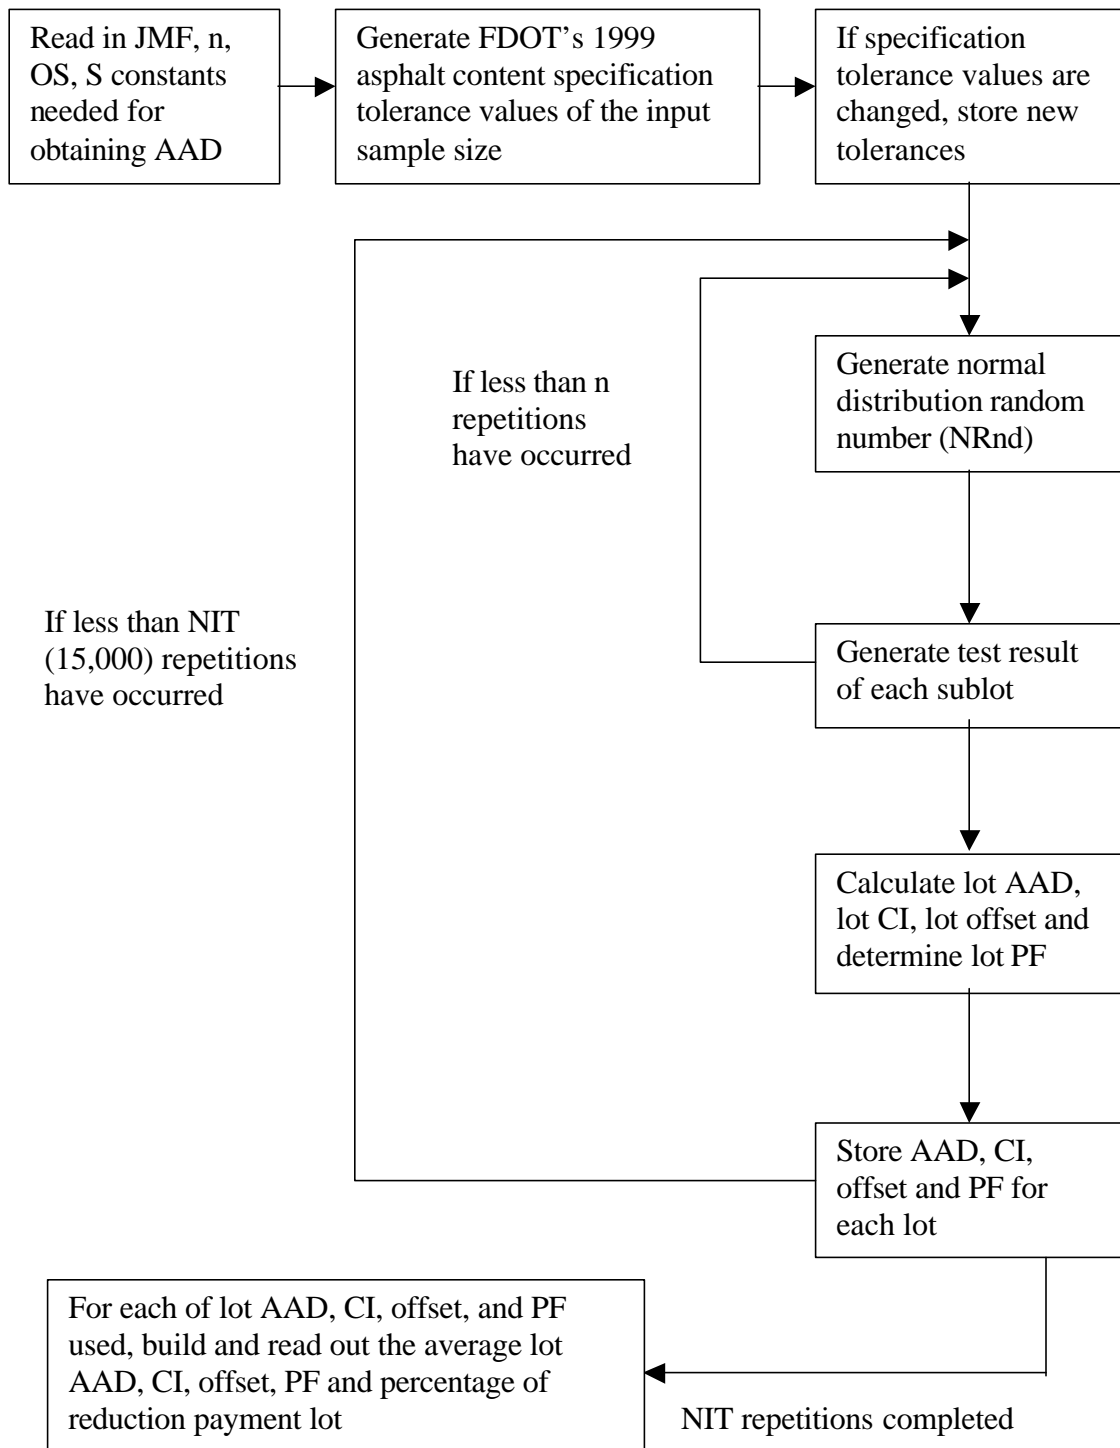 Read in JMF, n,
OS, S constants
needed for
obtaining AAD
Generate FDOT's 1999
asphalt content specification
tolerance values of the input
sample size
If specification
tolerance values are
changed, store new
tolerances
Generate normal
distribution random
number (NRnd)
If less than n
repetitions
have occurred
If less than NIT
(15,000) repetitions
have occurred
Generate test result
of each sublot
Calculate lot AAD,
lot CI, lot offset and
determine lot PF
Store AAD, CI,
offset and PF for
each lot
For each of lot AAD, CI, offset, and PF
used, build and read out the average lot
AAD, CI, offset, PF and percentage of
reduction payment lot
NIT repetitions completed